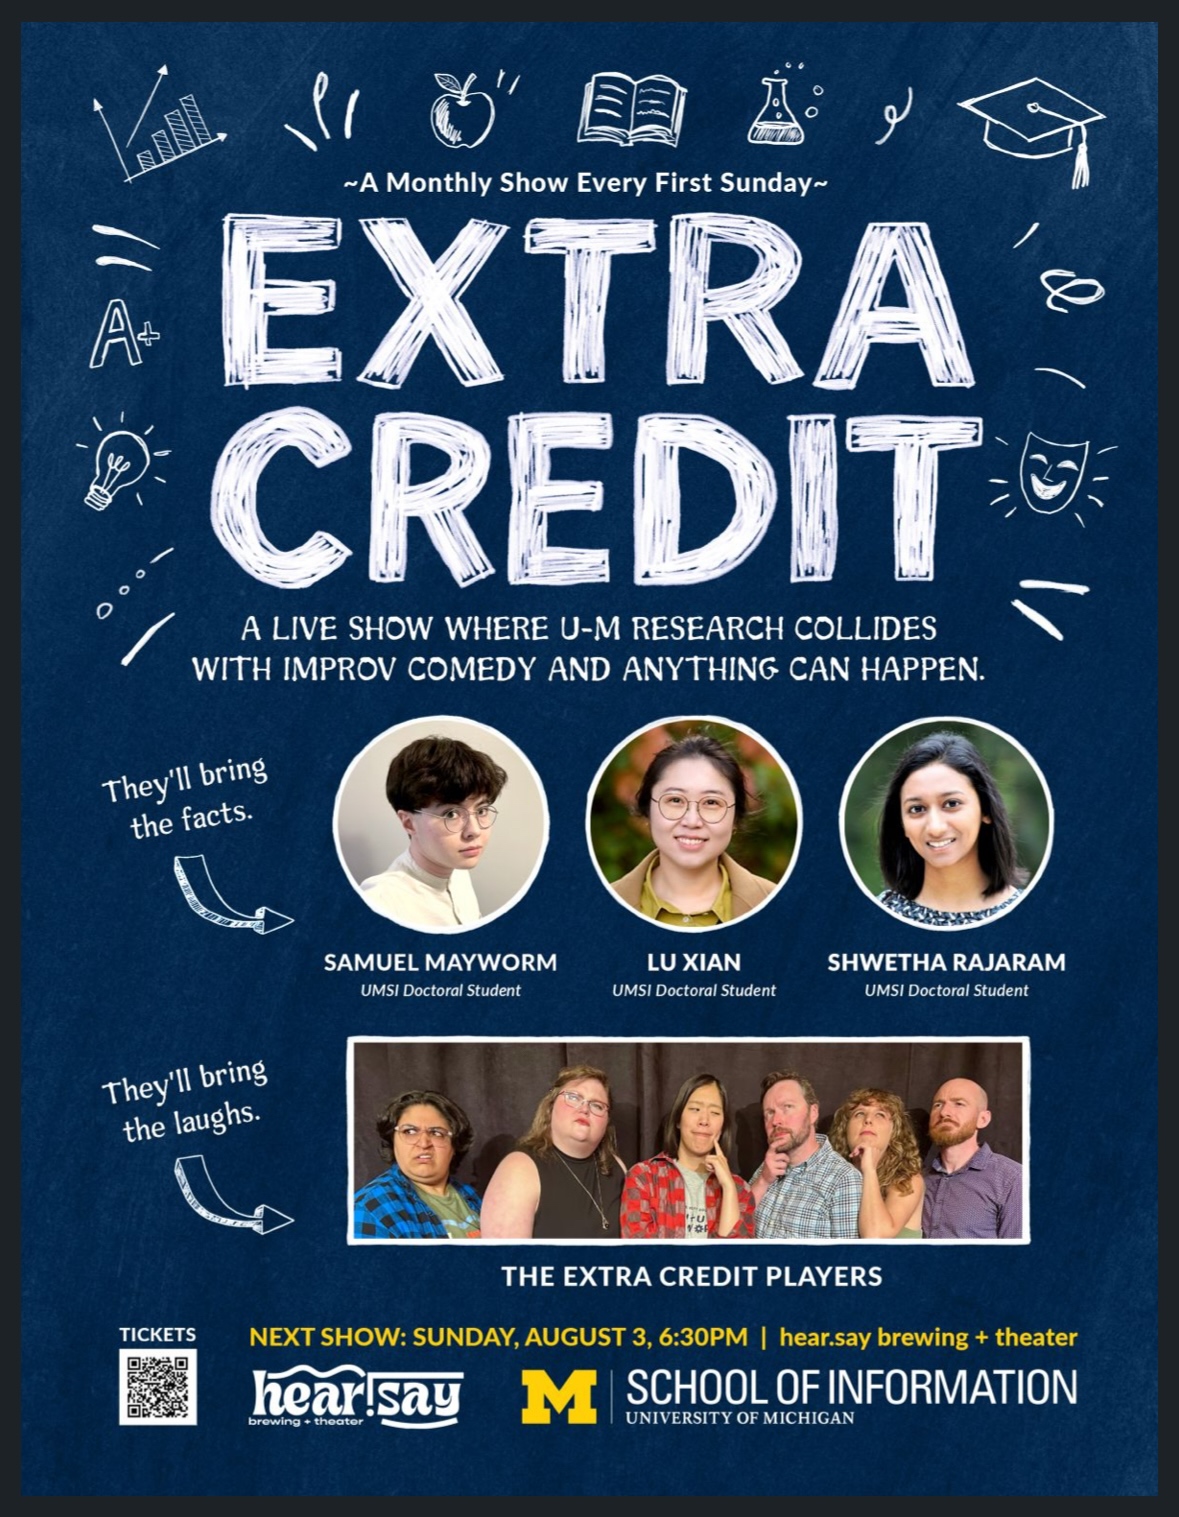 ~A Monthly Show Every First Sunday~
EXTRA
CREDIT
A+
A LIVE SHOW WHERE U-M RESEARCH COLLIDES
WITH IMPROV COMEDY AND ANYTHING CAN HAPPEN.
They'll bring
the facts.
SAMUEL MAYWORM
UMSI Doctoral Student
LU XIAN
UMSI Doctoral Student
SHWETHA RAJARAM
UMSI Doctoral Student
They'll bring
the laughs.
THE EXTRA CREDIT PLAYERS
TICKETS
NEXT SHOW: SUNDAY, AUGUST 3, 6:30PM | hear.say brewing + theater
hear!say
brewing + theater
M
SCHOOL OF INFORMATION
UNIVERSITY OF MICHIGAN